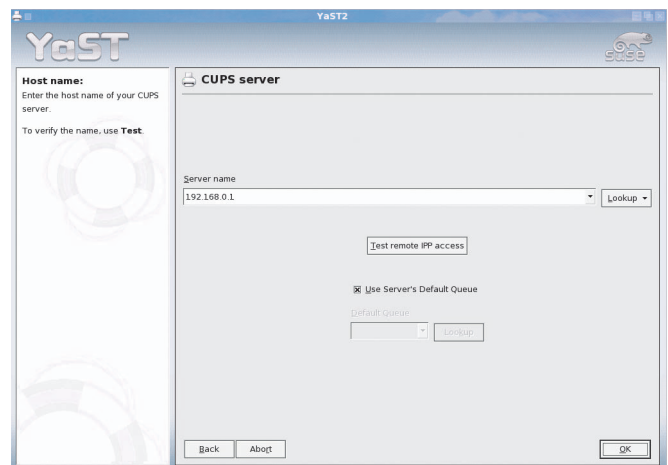 YaST2
YaST
SUSE
Host name:
Enter the host name of your CUPS
server.
To verify the name, use Test.
CUPS server
Server name
192.168.0.1
Lookup
Test remote IPP access
Use Server's Default Queue
Default Queue
Lookup
Back
Abort
OK